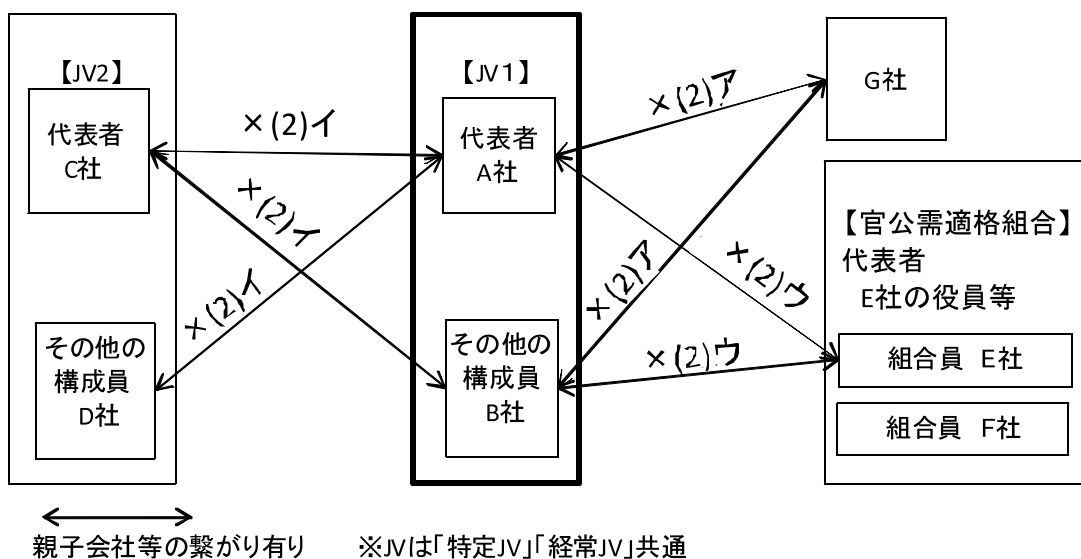 【JV2】
代表者
C社
その他の
構成員
D社
×(2)イ
×(2)イ
×(2)イ
【JV1】
代表者
A社
その他の
構成員
B社
×(2)ア
×(2)ア
×(2)ウ
×(2)ウ
G社
【官公需適格組合】
代表者
E社の役員等
組合員 E社
組合員 F社
親子会社等の繋がり有り ※JVは「特定JV」「経常JV」共通